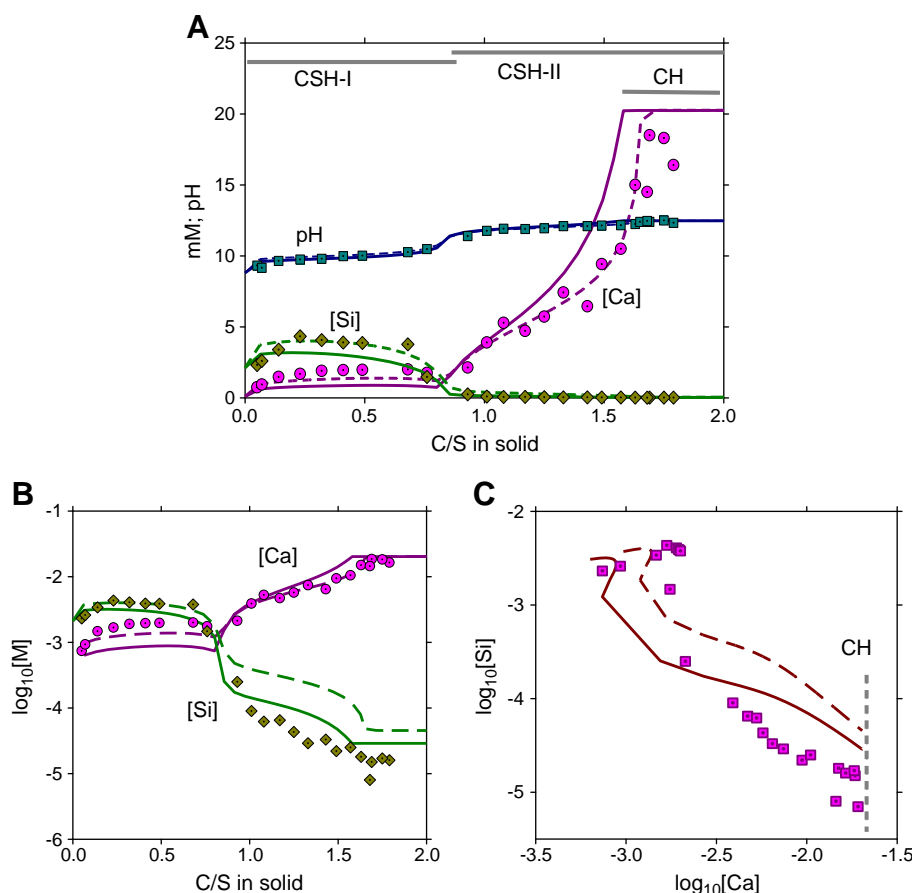 A
25
20
15
10
5
0
mM; pH
CSH-I
CSH-II
CH
pH
[Si]
[Ca]
0.0 0.5 1.0 1.5 2.0
C/S in solid
B
-1
-2
-3
-4
-5
-6
log10[M]
[Ca]
[Si]
0.0 0.5 1.0 1.5 2.0
C/S in solid
C
-2
-3
-4
-5
-6
log10[Si]
CH
-3.5 -3.0 -2.5 -2.0 -1.5
log10[Ca]